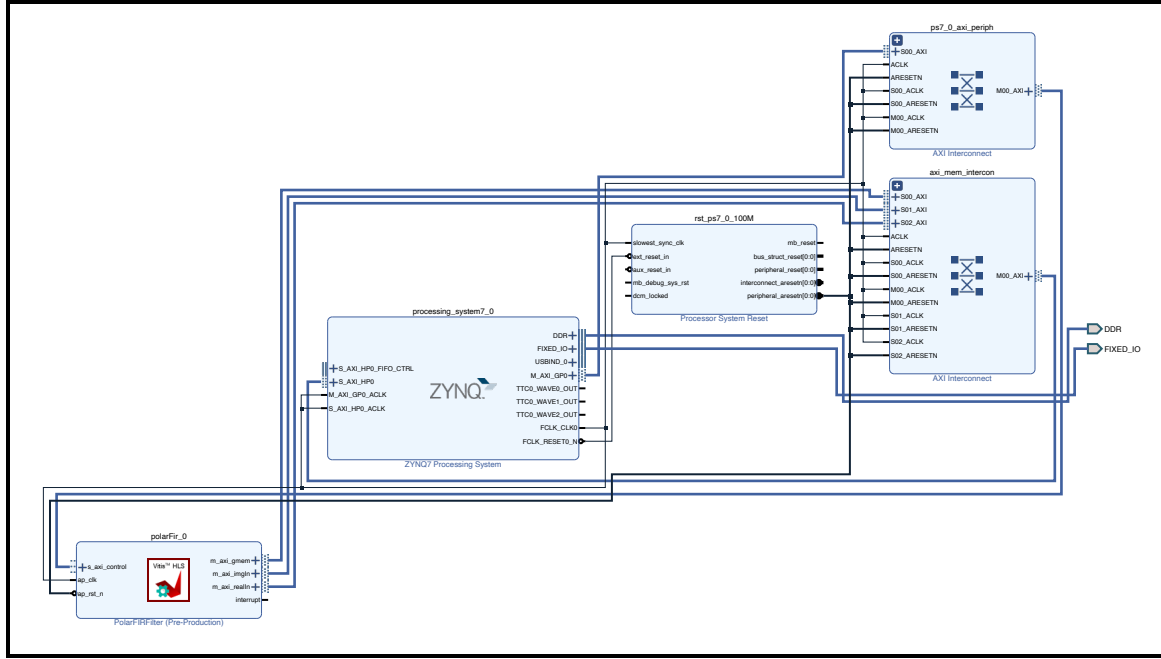 ps7_0_axi_periph
S00_AXI
ACLK
ARESETN
S00_ACLK
M00_AXI
S00_ARESETN
M00_ACLK
M00_ARESETN
AXI Interconnect
axi_mem_intercon
S00_AXI
S01_AXI
S02_AXI
ACLK
ARESETN
S00_ACLK
S00_ARESETN
M00_AXI
M00_ACLK
M00_ARESETN
S01_ACLK
S01_ARESETN
S02_ACLK
S02_ARESETN
AXI Interconnect
rst_ps7_0_100M
slowest_sync_clk
ext_reset_in
aux_reset_in
mb_debug_sys_rst
dcm_locked
mb_reset
bus_struct_reset[0:0]
peripheral_reset[0:0]
interconnect_aresetn[0:0]
peripheral_aresetn[0:0]
Processor System Reset
DDR
FIXED_IO
processing_system7_0
S_AXI_HP0_FIFO_CTRL
S_AXI_HP0
M_AXI_GP0_ACLK
S_AXI_HP0_ACLK
ZYNQ
DDR
FIXED_IO
USBIND_0
M_AXI_GP0
TTC0_WAVE0_OUT
TTC0_WAVE1_OUT
TTC0_WAVE2_OUT
FCLK_CLK0
FCLK_RESET0_N
ZYNQ7 Processing System
polarFir_0
s_axi_control
ap_clk
ap_rst_n
Vitis™ HLS
m_axi_gmem
m_axi_imgIn
m_axi_realIn
interrupt
PolarFIRFilter (Pre-Production)